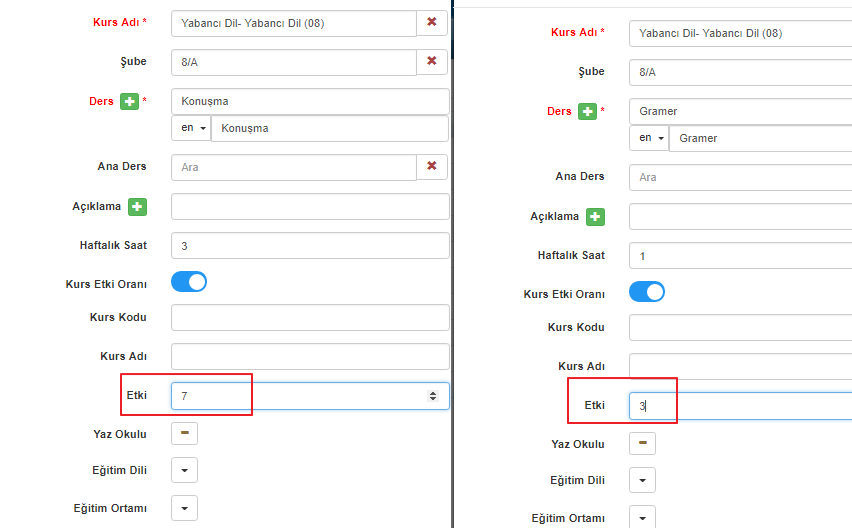 Kurs Adı * Yabancı Dil- Yabancı Dil (08)
Şube 8/A
Ders * Konuşma
en Konuşma
Ana Ders Ara
Açıklama
Haftalık Saat 3
Kurs Etki Oranı
Kurs Kodu
Kurs Adı
Etki 7
Yaz Okulu
Eğitim Dili
Eğitim Ortamı
Kurs Adı * Yabancı Dil- Yabancı Dil (08)
Şube 8/A
Ders * Gramer
en Gramer
Ana Ders Ara
Açıklama
Haftalık Saat 1
Kurs Etki Oranı
Kurs Kodu
Kurs Adı
Etki 3
Yaz Okulu
Eğitim Dili
Eğitim Ortamı